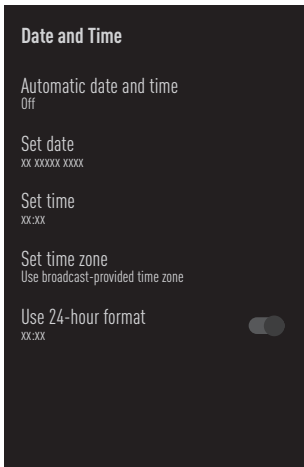 Date and Time
Automatic date and time
Off
Set date
xx xxxxx xxxx
Set time
xx:xx
Set time zone
Use broadcast-provided time zone
Use 24-hour format
xx:xx